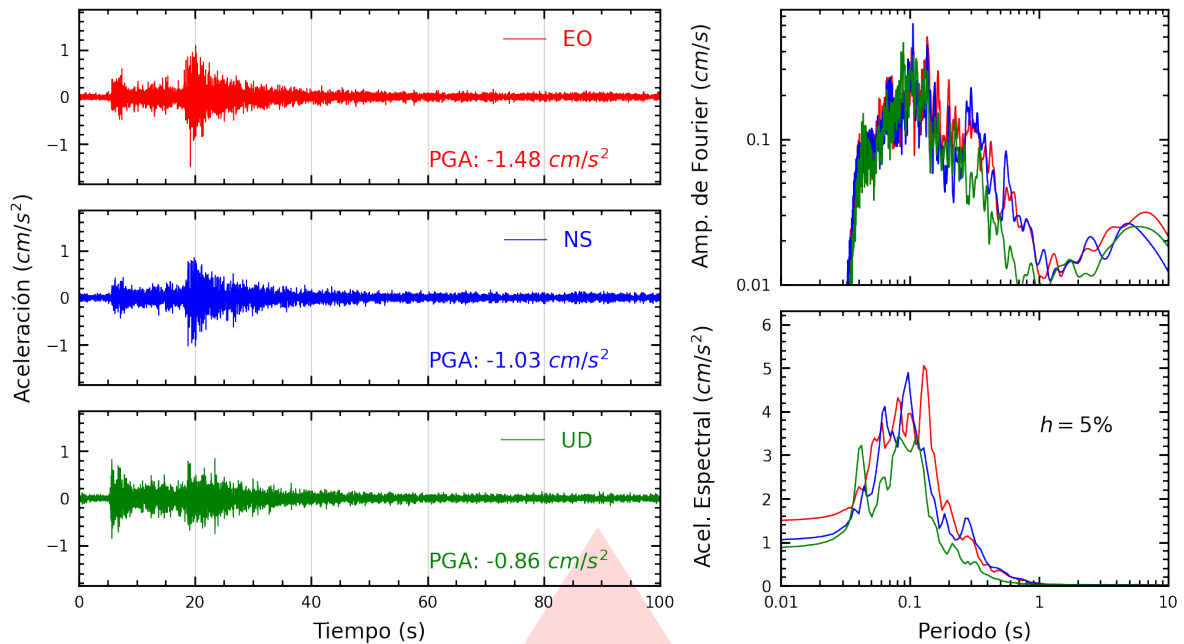 Aceleración (cm/s²)
1
0
−1
EO
PGA: -1.48 cm/s²
1
0
−1
NS
PGA: -1.03 cm/s²
1
0
−1
UD
PGA: -0.86 cm/s²
0 20 40 60 80 100
Tiempo (s)
Amp. de Fourier (cm/s)
0.1
0.01
Acel. Espectral (cm/s²)
6
5
4
3
2
1
0
h = 5%
0.01 0.1 1 10
Periodo (s)